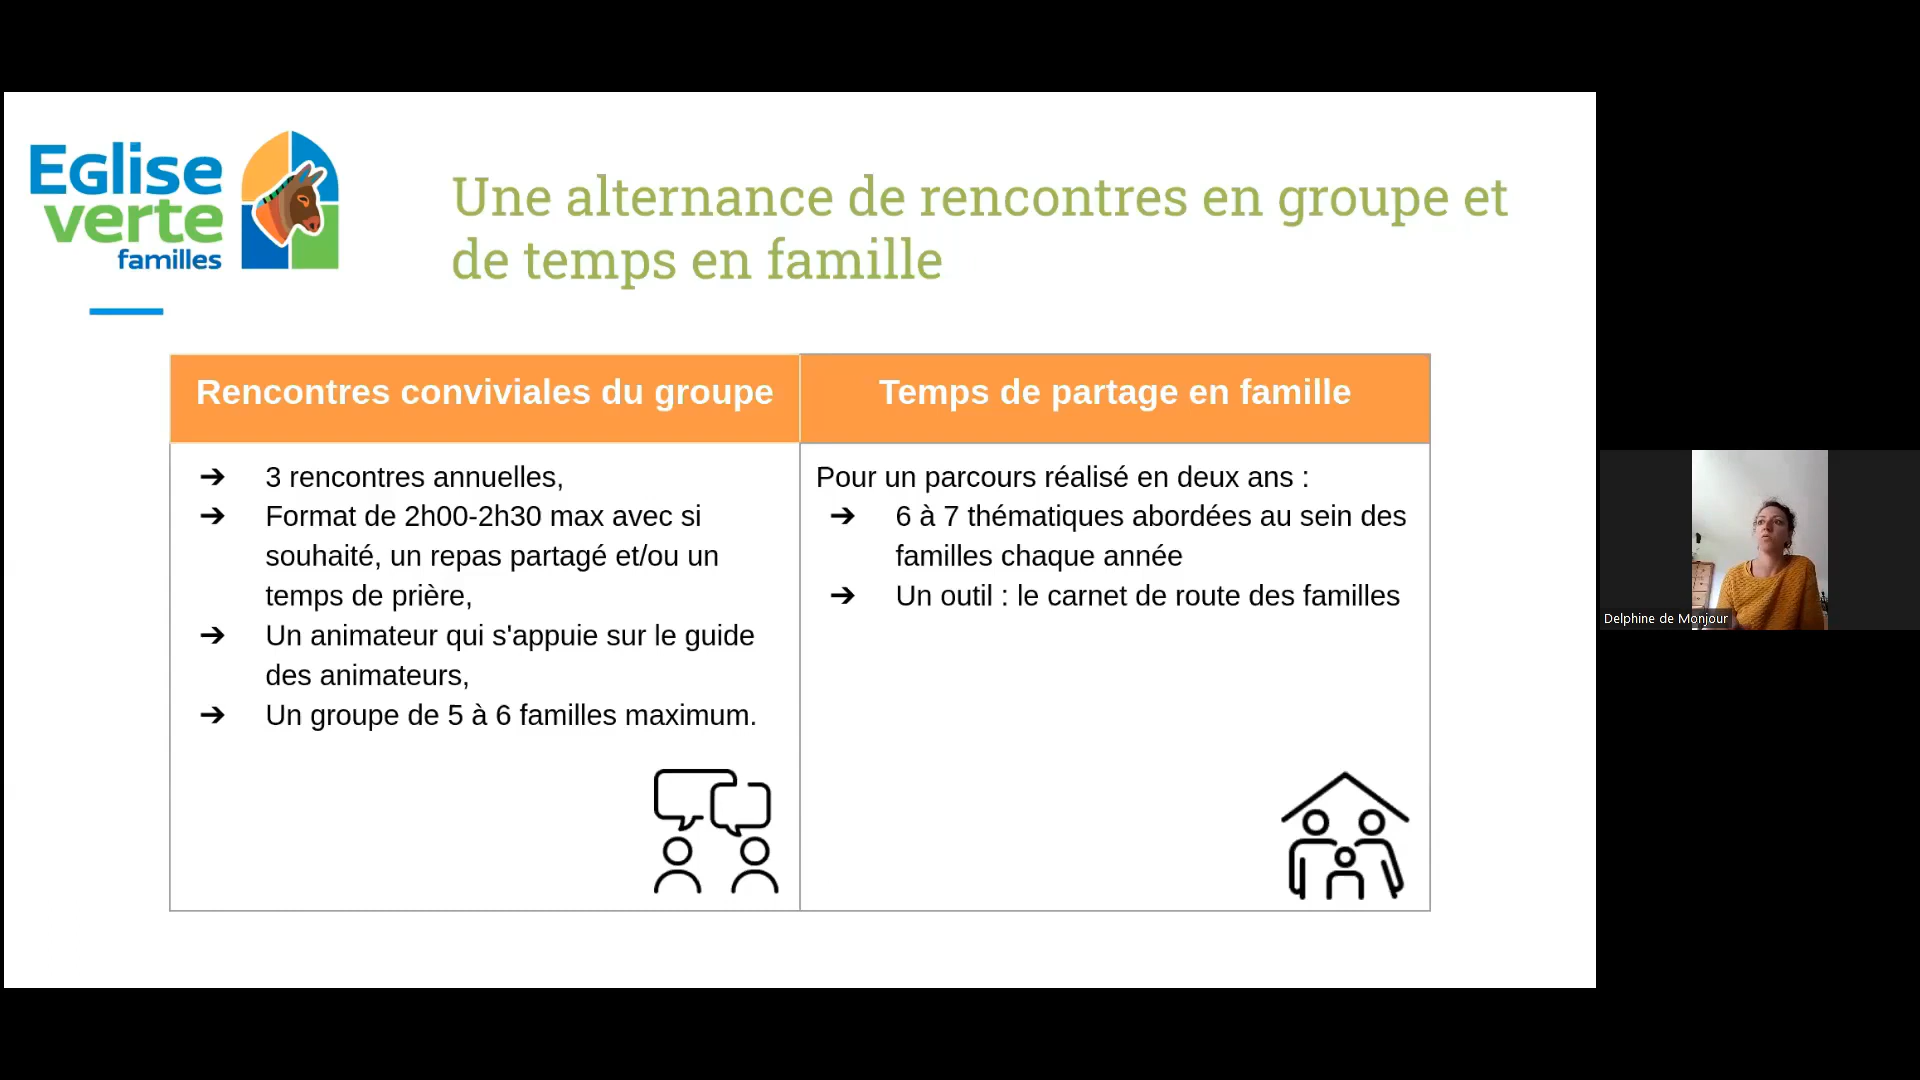 Eglise
verte
familles
Une alternance de rencontres en groupe et
de temps en famille
Rencontres conviviales du groupe
➔ 3 rencontres annuelles,
➔ Format de 2h00-2h30 max avec si
souhaité, un repas partagé et/ou un
temps de prière,
➔ Un animateur qui s'appuie sur le guide
des animateurs,
➔ Un groupe de 5 à 6 familles maximum.
Temps de partage en famille
Pour un parcours réalisé en deux ans :
➔ 6 à 7 thématiques abordées au sein des
familles chaque année
➔ Un outil : le carnet de route des familles
Delphine de Monjour